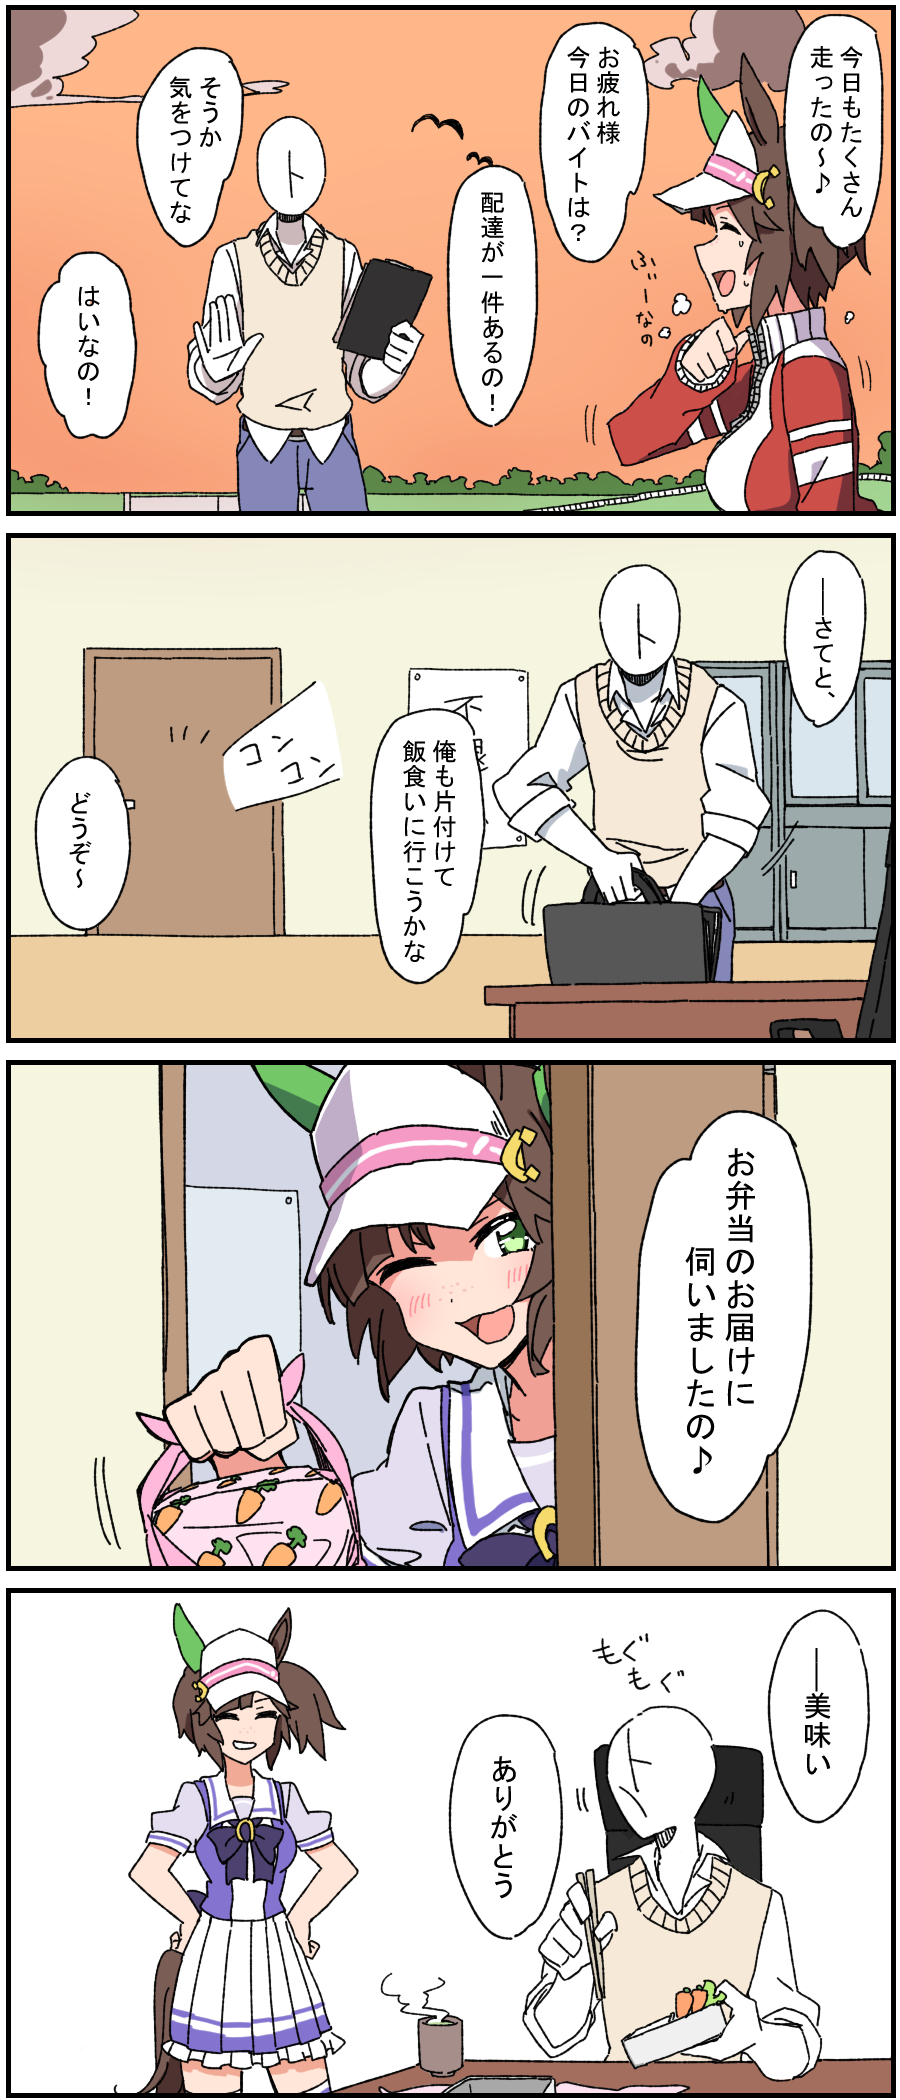 今日もたくさん
走ったの～♪
ふぃーなの
お疲れ様
今日のバイトは？
配達が一件あるの！
そうか
気をつけてな
はいなの！
ト
――さてと、
俺も片付けて
飯食いに行こうかな
コンコン
どうぞ～
ト
お弁当のお届けに
伺いましたの♪
――美味い
もぐ
もぐ
ありがとう
ト